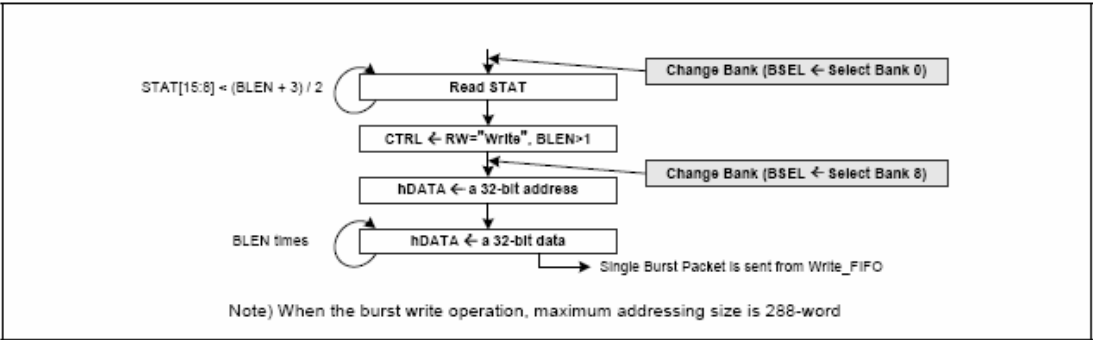 Change Bank (BSEL ← Select Bank 0)
STAT[15:8] < (BLEN + 3) / 2
Read STAT
CTRL ← RW="Write", BLEN>1
Change Bank (BSEL ← Select Bank 8)
hDATA ← a 32-bit address
BLEN times
hDATA ← a 32-bit data
Single Burst Packet is sent from Write_FIFO
Note) When the burst write operation, maximum addressing size is 288-word